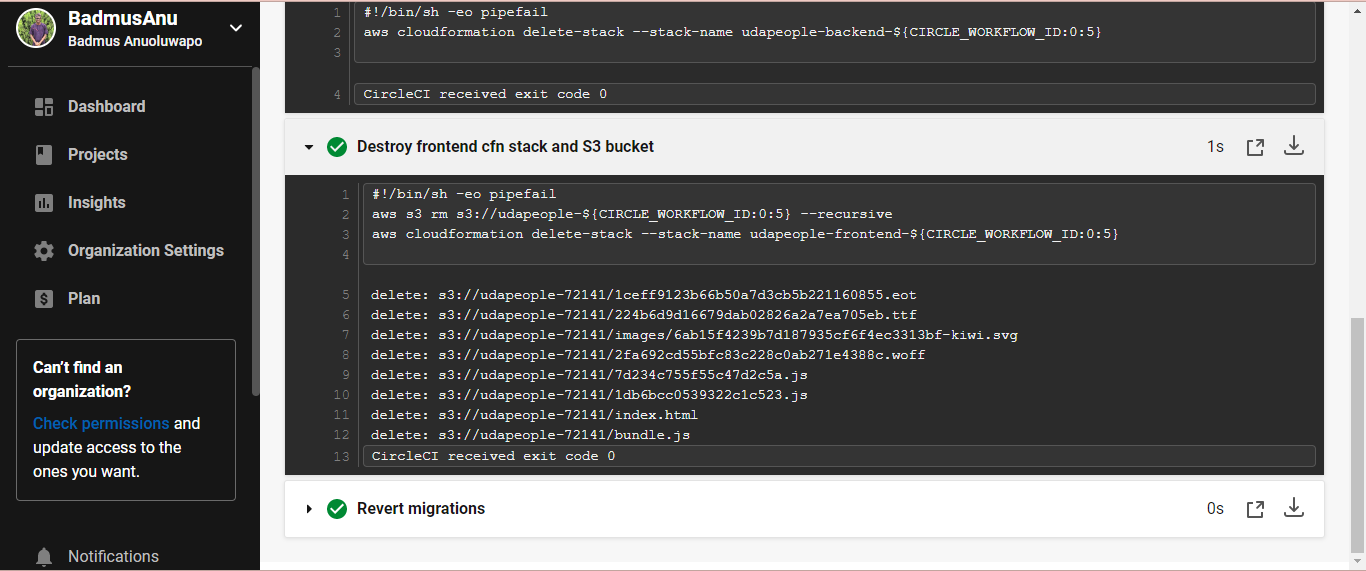 BadmusAnu
Badmus Anuoluwapo
Dashboard
Projects
Insights
Organization Settings
Plan
Can't find an
organization?
Check permissions and
update access to the
ones you want.
Notifications
1 #!/bin/sh -eo pipefail
2 aws cloudformation delete-stack --stack-name udapeople-backend-${CIRCLE_WORKFLOW_ID:0:5}
3
4 CircleCI received exit code 0
Destroy frontend cfn stack and S3 bucket 1s
1 #!/bin/sh -eo pipefail
2 aws s3 rm s3://udapeople-${CIRCLE_WORKFLOW_ID:0:5} --recursive
3 aws cloudformation delete-stack --stack-name udapeople-frontend-${CIRCLE_WORKFLOW_ID:0:5}
4
5 delete: s3://udapeople-72141/1ceff9123b66b50a7d3cb5b221160855.eot
6 delete: s3://udapeople-72141/224b6d9d16679dab02826a2a7ea705eb.ttf
7 delete: s3://udapeople-72141/images/6ab15f4239b7d187935cf6f4ec3313bf-kiwi.svg
8 delete: s3://udapeople-72141/2fa692cd55bfc83c228c0ab271e4388c.woff
9 delete: s3://udapeople-72141/7d234c755f55c47d2c5a.js
10 delete: s3://udapeople-72141/1db6bcc0539322c1c523.js
11 delete: s3://udapeople-72141/index.html
12 delete: s3://udapeople-72141/bundle.js
13 CircleCI received exit code 0
Revert migrations 0s